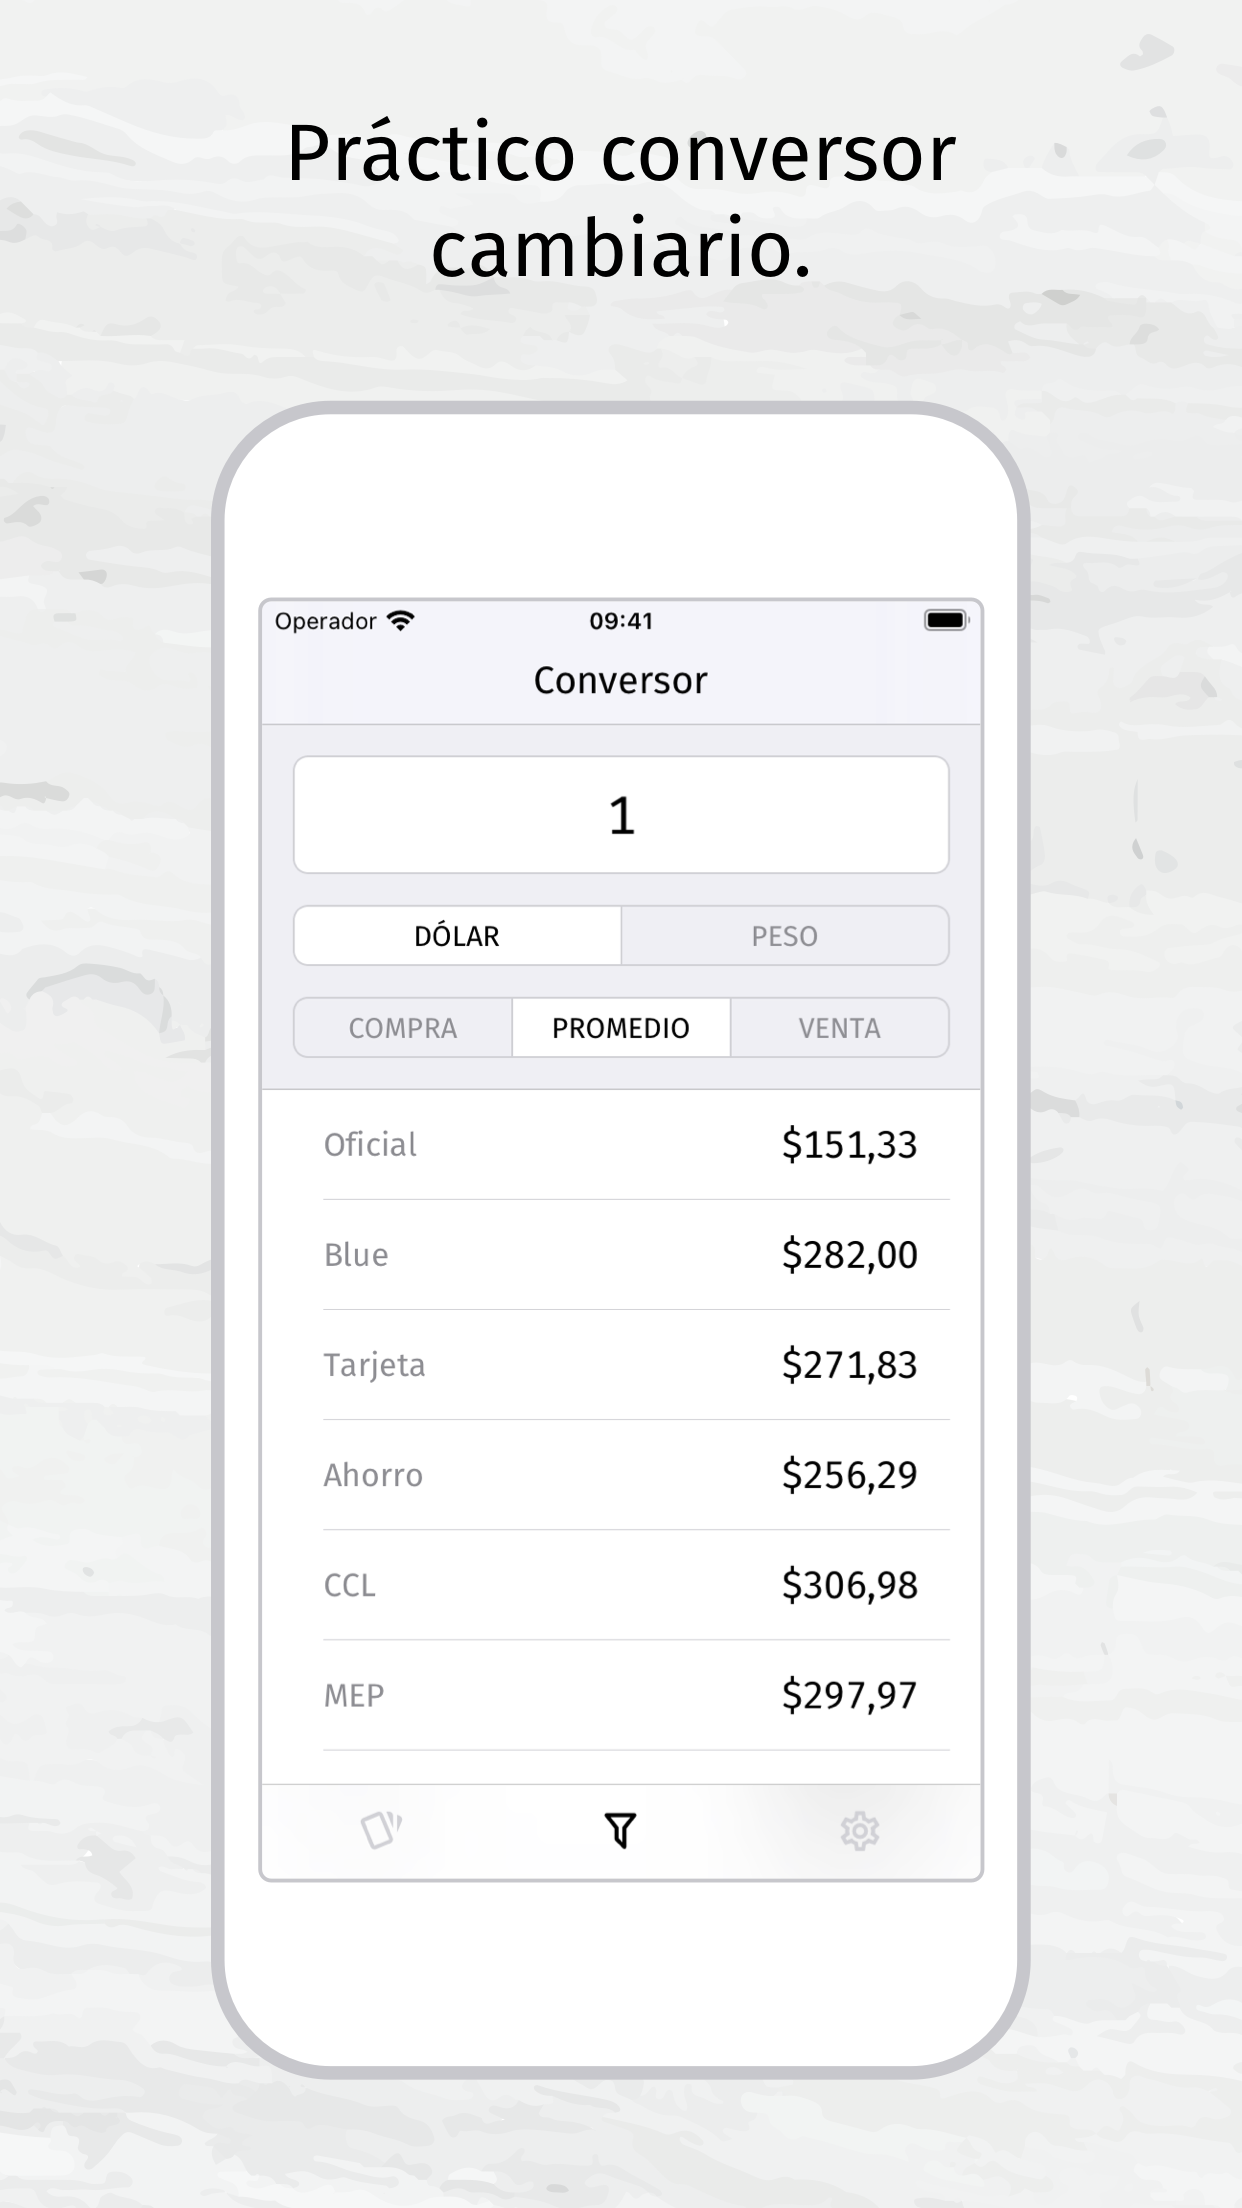 Práctico conversor
cambiario.
Operador 09:41
Conversor
1
DÓLAR PESO
COMPRA PROMEDIO VENTA
Oficial $151,33
Blue $282,00
Tarjeta $271,83
Ahorro $256,29
CCL $306,98
MEP $297,97